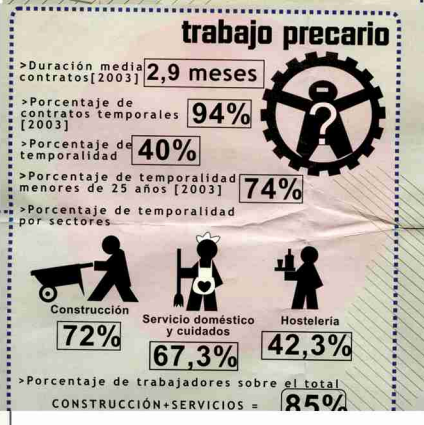 trabajo precario
>Duración media
contratos[2003] 2,9 meses
>Porcentaje de
contratos temporales 94%
[2003]
>Porcentaje de
temporalidad 40%
>Porcentaje de temporalidad
menores de 25 años [2003] 74%
>Porcentaje de temporalidad
por sectores
?
Construcción
72%
Servicio doméstico
y cuidados
67,3%
Hostelería
42,3%
>Porcentaje de trabajadores sobre el total
CONSTRUCCIÓN+SERVICIOS = 85%